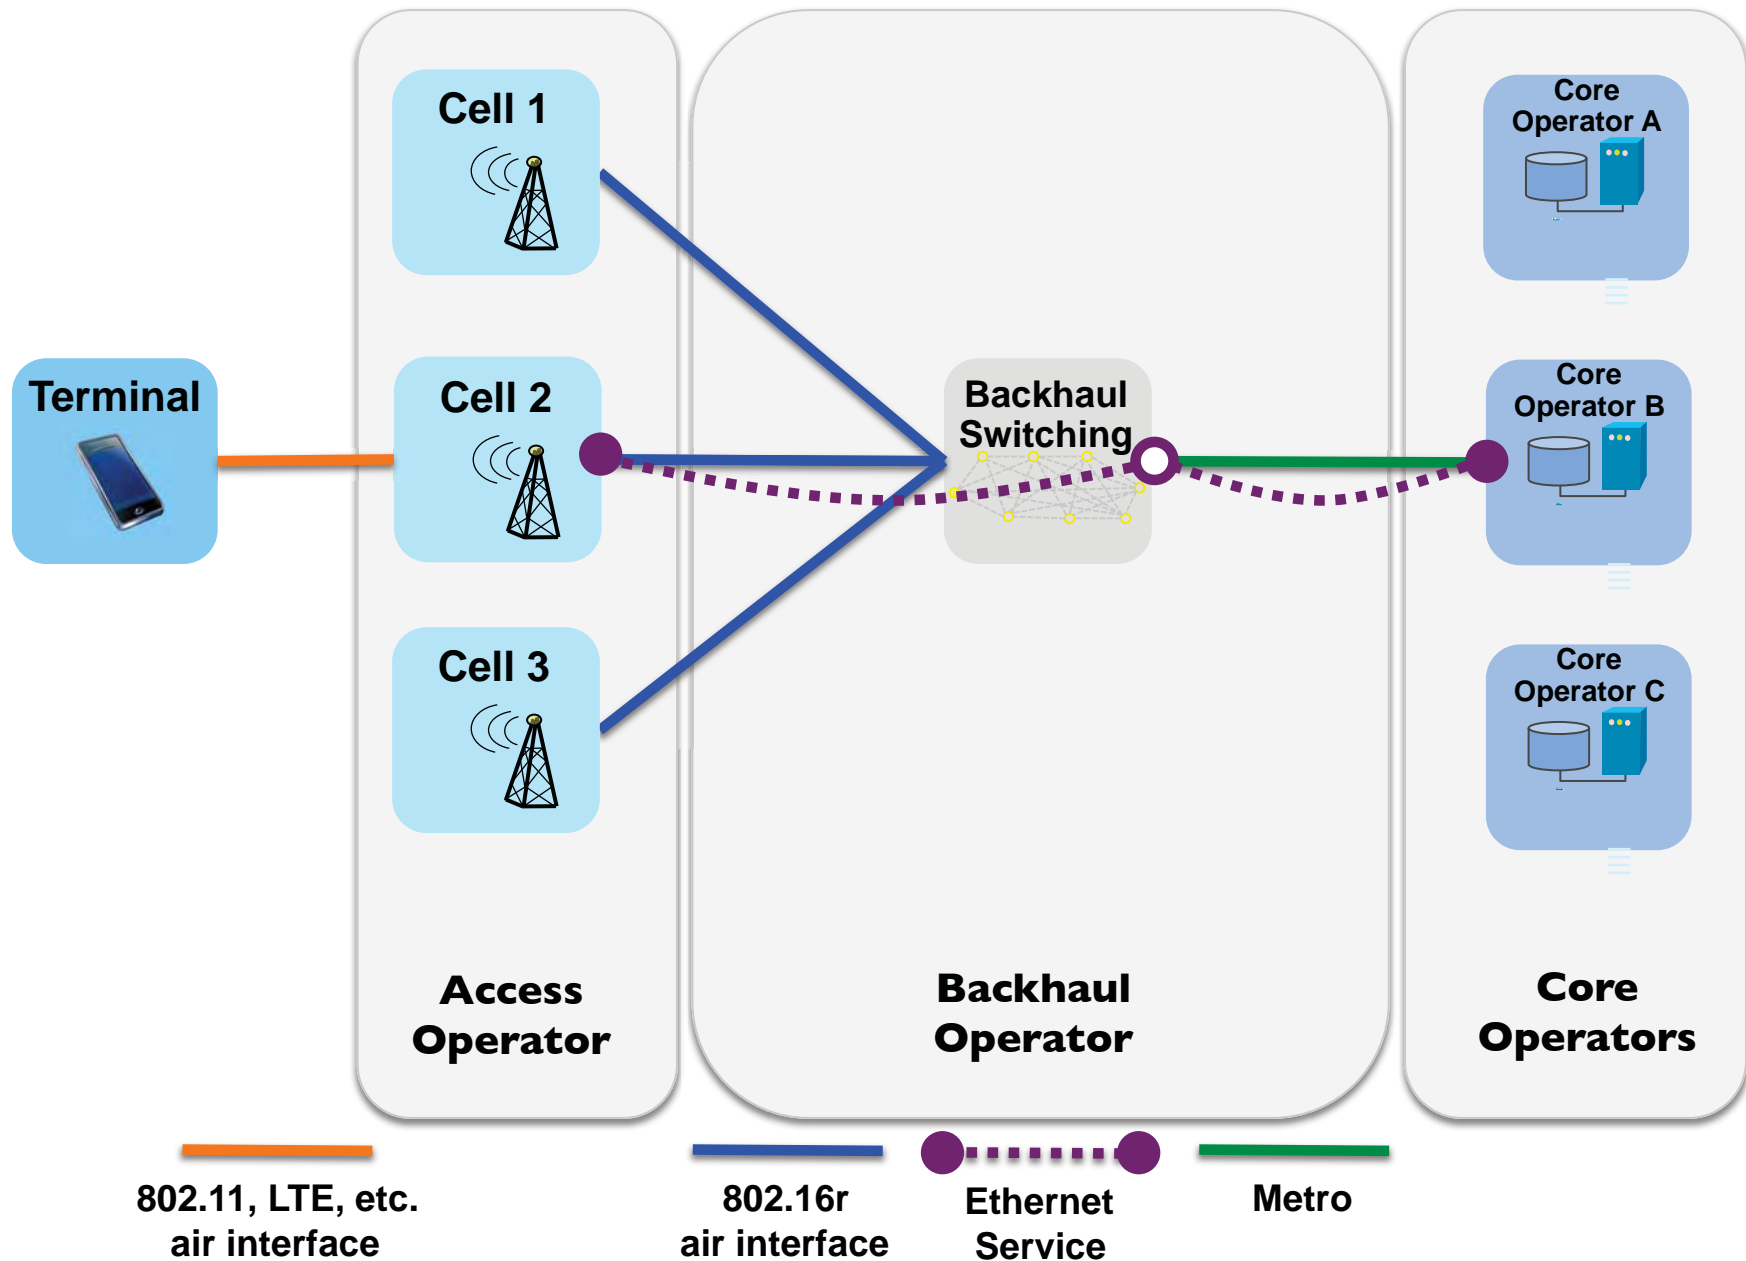 Cell 1
Core
Operator A
Terminal
Cell 2
Backhaul
Switching
Core
Operator B
Cell 3
Core
Operator C
Access
Operator
Backhaul
Operator
Core
Operators
802.11, LTE, etc.
air interface
802.16r
air interface
Ethernet
Service
Metro